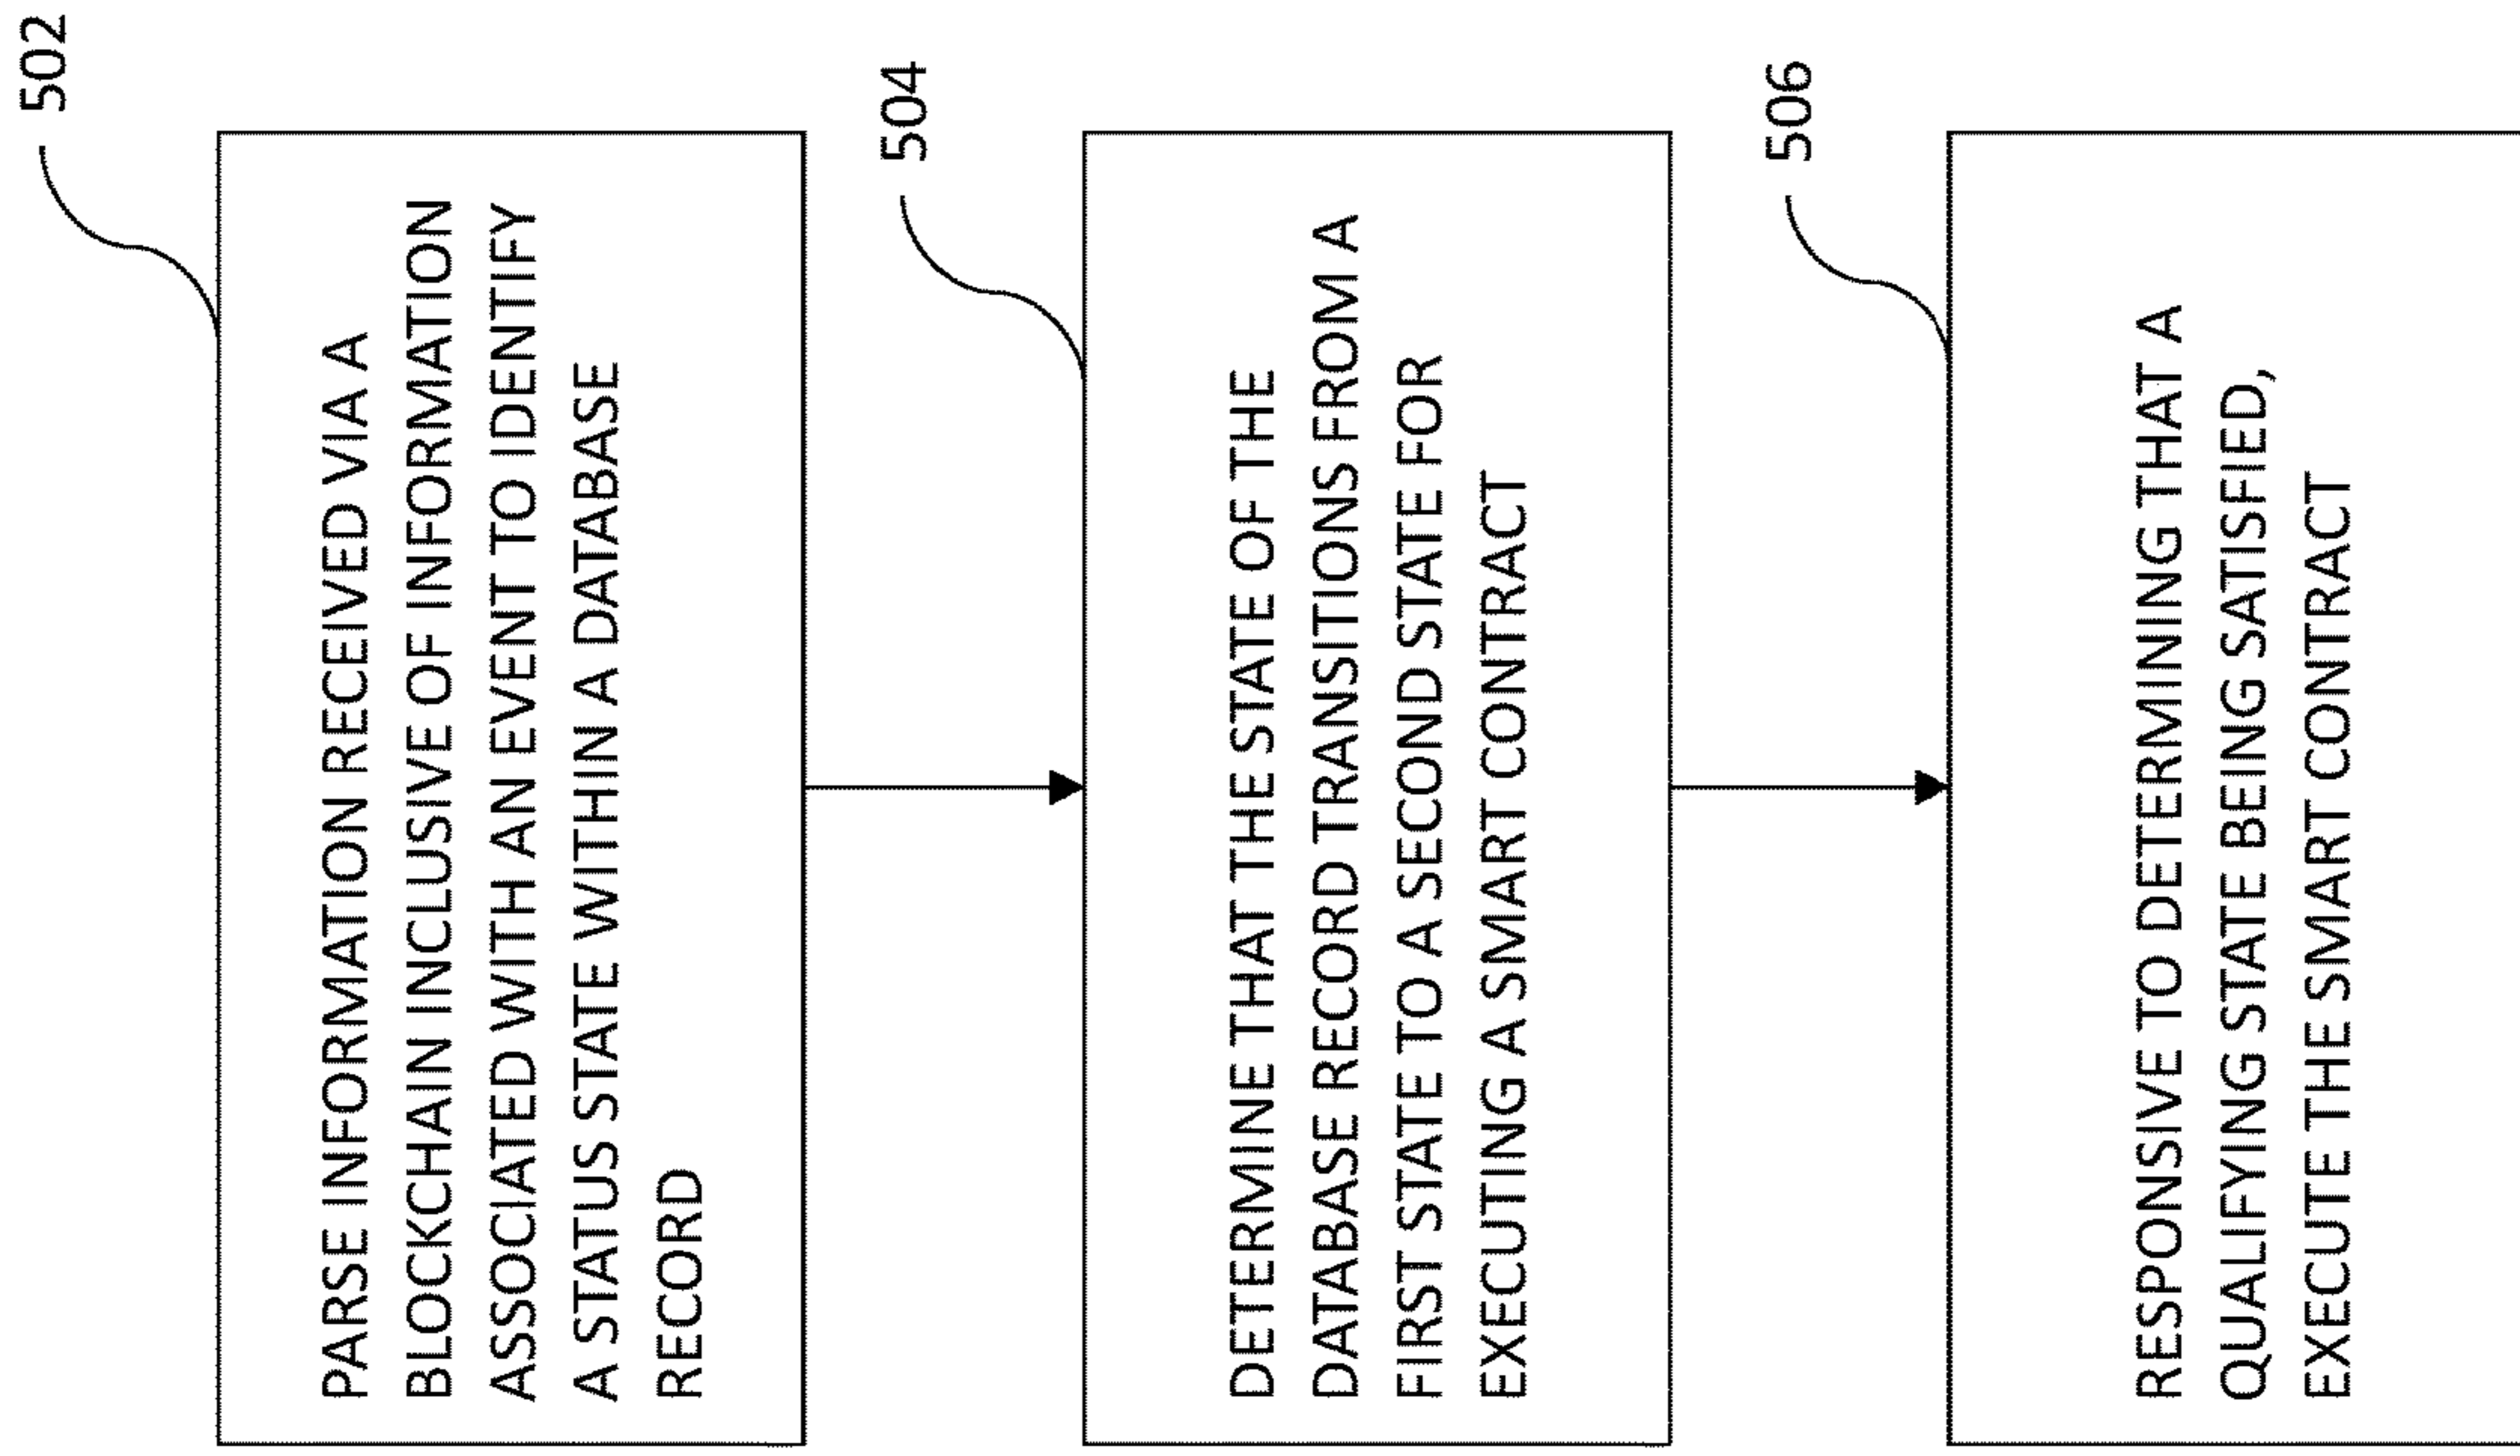 502
PARSE INFORMATION RECEIVED VIA A
BLOCKCHAIN INCLUSIVE OF INFORMATION
ASSOCIATED WITH AN EVENT TO IDENTIFY
A STATUS STATE WITHIN A DATABASE
RECORD
504
DETERMINE THAT THE STATE OF THE
DATABASE RECORD TRANSITIONS FROM A
FIRST STATE TO A SECOND STATE FOR
EXECUTING A SMART CONTRACT
506
RESPONSIVE TO DETERMINING THAT A
QUALIFYING STATE BEING SATISFIED,
EXECUTE THE SMART CONTRACT